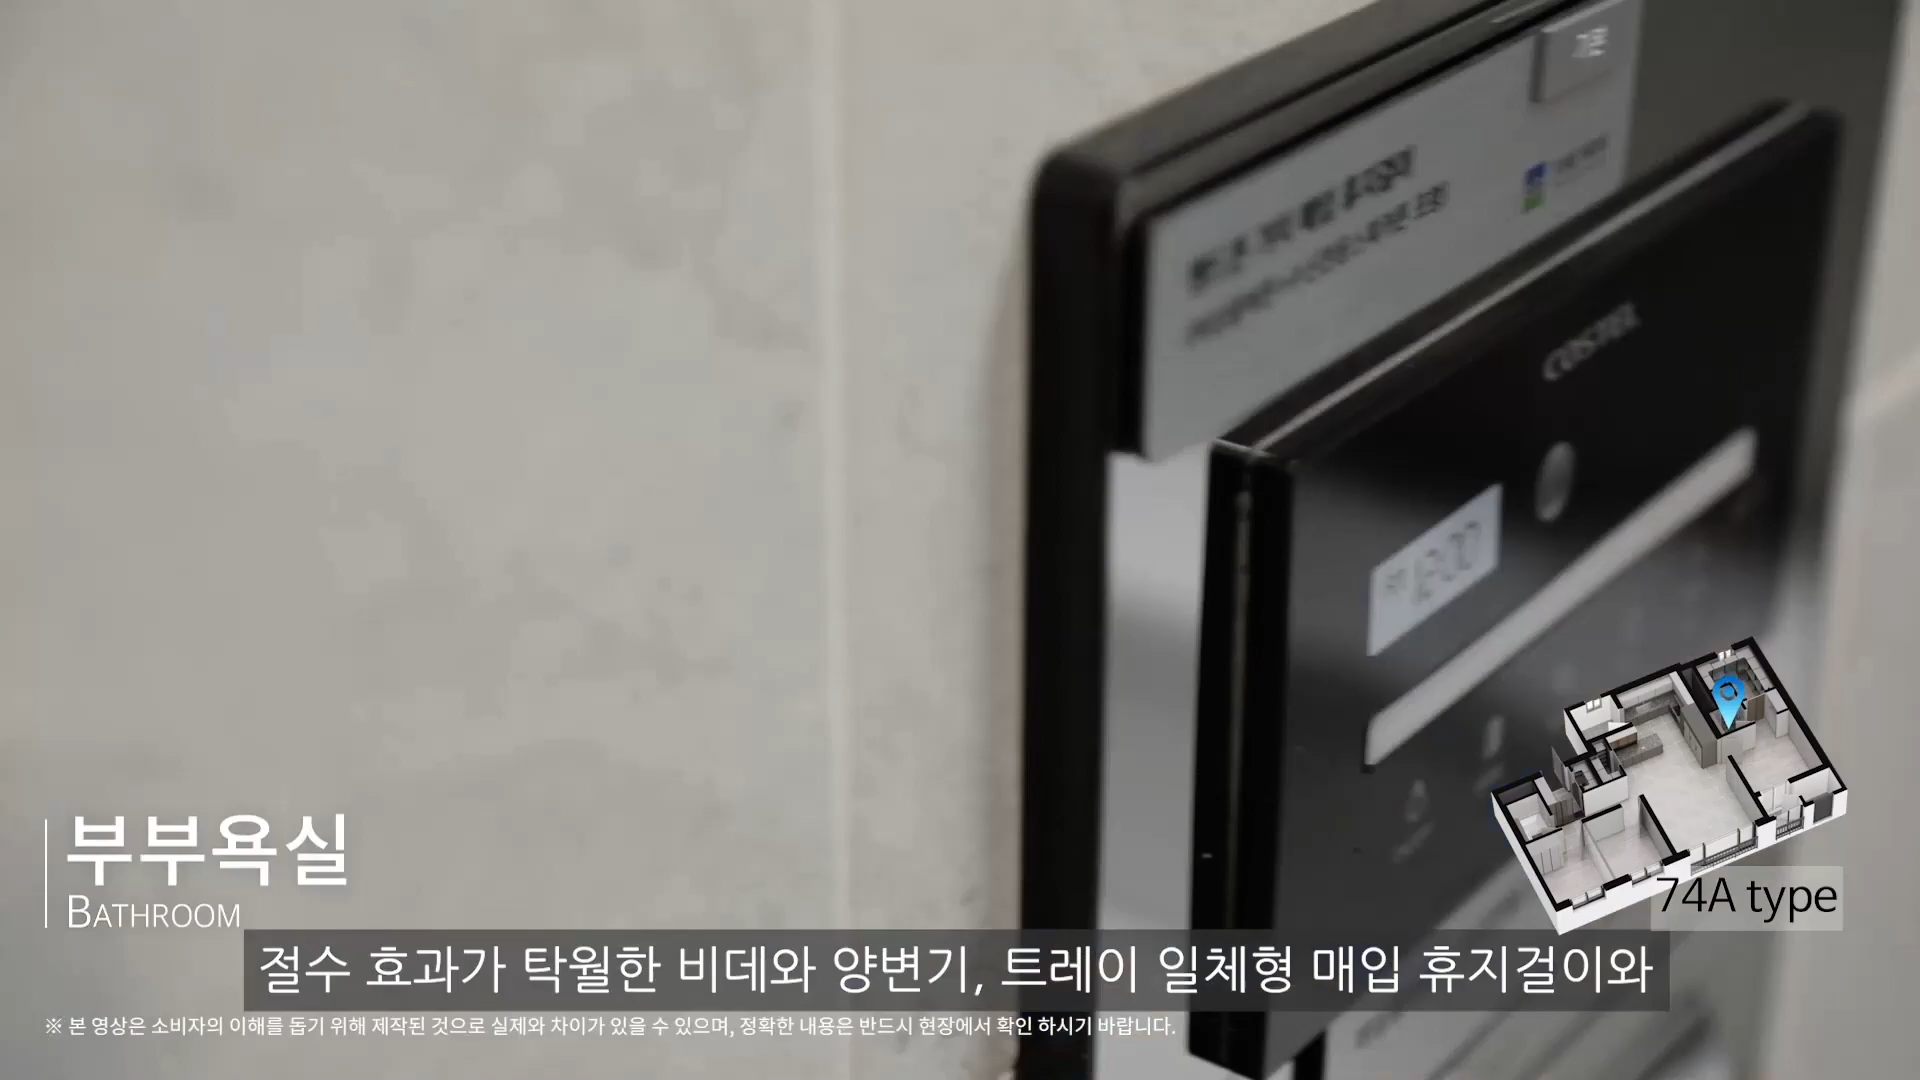 COSTEL
12:00
부부욕실
BATHROOM
74A type
절수 효과가 탁월한 비데와 양변기, 트레이 일체형 매입 휴지걸이와
※ 본 영상은 소비자의 이해를 돕기 위해 제작된 것으로 실제와 차이가 있을 수 있으며, 정확한 내용은 반드시 현장에서 확인 하시기 바랍니다.